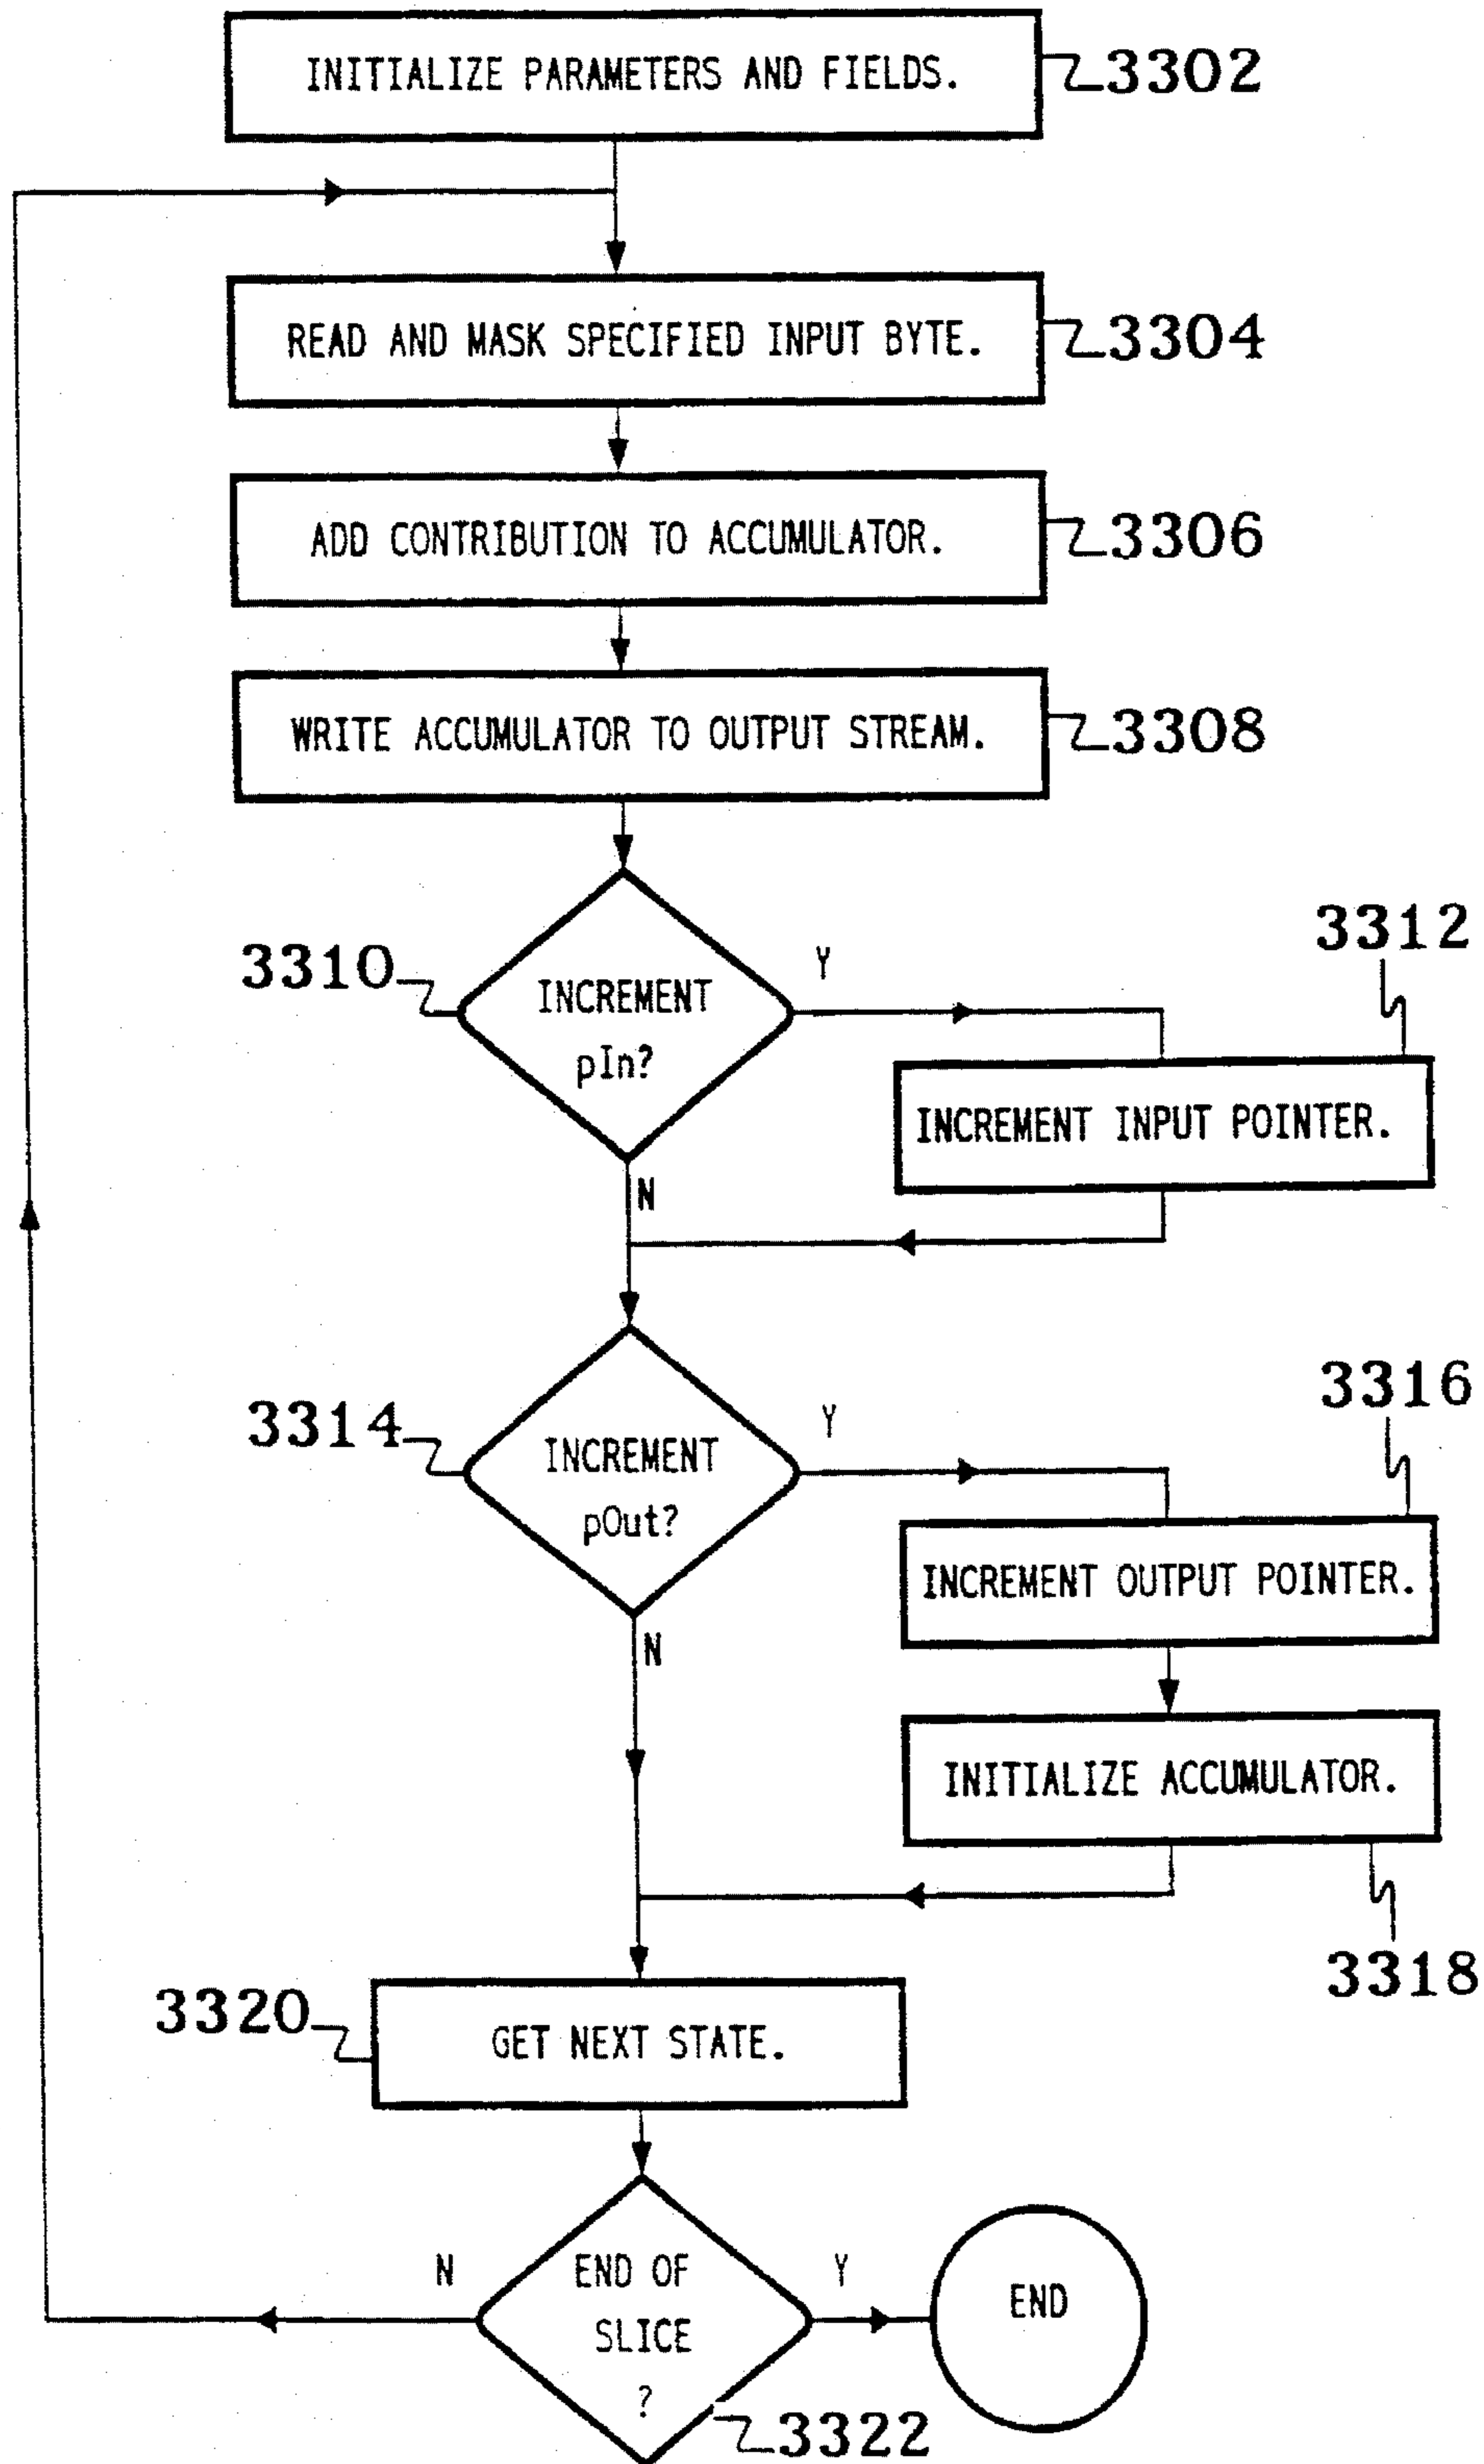 INITIALIZE PARAMETERS AND FIELDS.
3302
READ AND MASK SPECIFIED INPUT BYTE.
3304
ADD CONTRIBUTION TO ACCUMULATOR.
3306
WRITE ACCUMULATOR TO OUTPUT STREAM.
3308
3310
INCREMENT
pIn?
Y
N
3312
INCREMENT INPUT POINTER.
3314
INCREMENT
pOut?
Y
N
3316
INCREMENT OUTPUT POINTER.
INITIALIZE ACCUMULATOR.
3318
3320
GET NEXT STATE.
N
END OF
SLICE
?
Y
3322
END